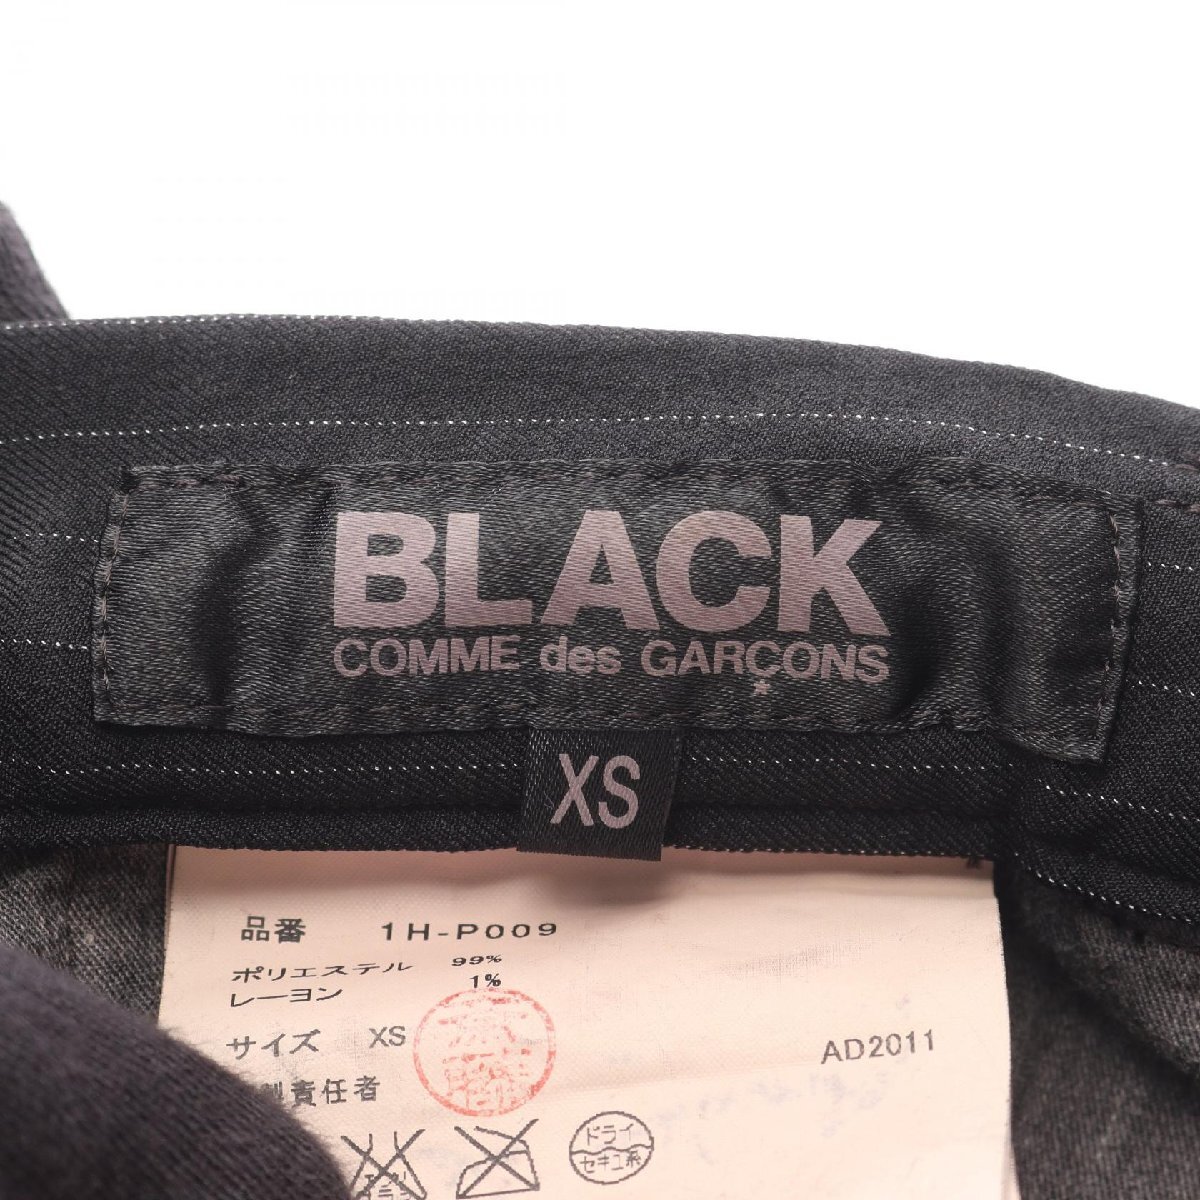 BLACK
COMME des GARÇONS
XS
品番 1H-P009
ポリエステル 99%
レーヨン 1%
サイズ XS
AD2011
製責任者
ドライ
セキユ系